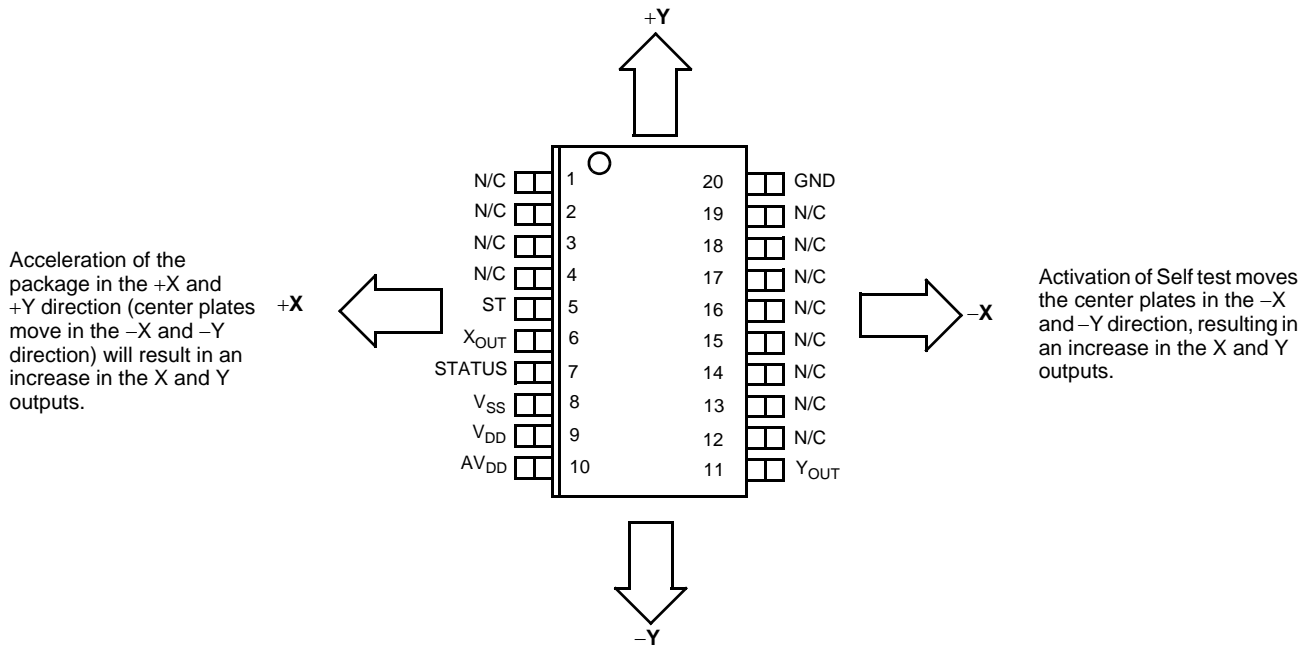 +Y
N/C 1 20 GND
N/C 2 19 N/C
N/C 3 18 N/C
N/C 4 17 N/C
ST 5 16 N/C
XOUT 6 15 N/C
STATUS 7 14 N/C
VSS 8 13 N/C
VDD 9 12 N/C
AVDD 10 11 YOUT
Acceleration of the
package in the +X and
+Y direction (center plates
move in the −X and −Y
direction) will result in an
increase in the X and Y
outputs.
+X
−X
Activation of Self test moves
the center plates in the −X
and −Y direction, resulting in
an increase in the X and Y
outputs.
−Y